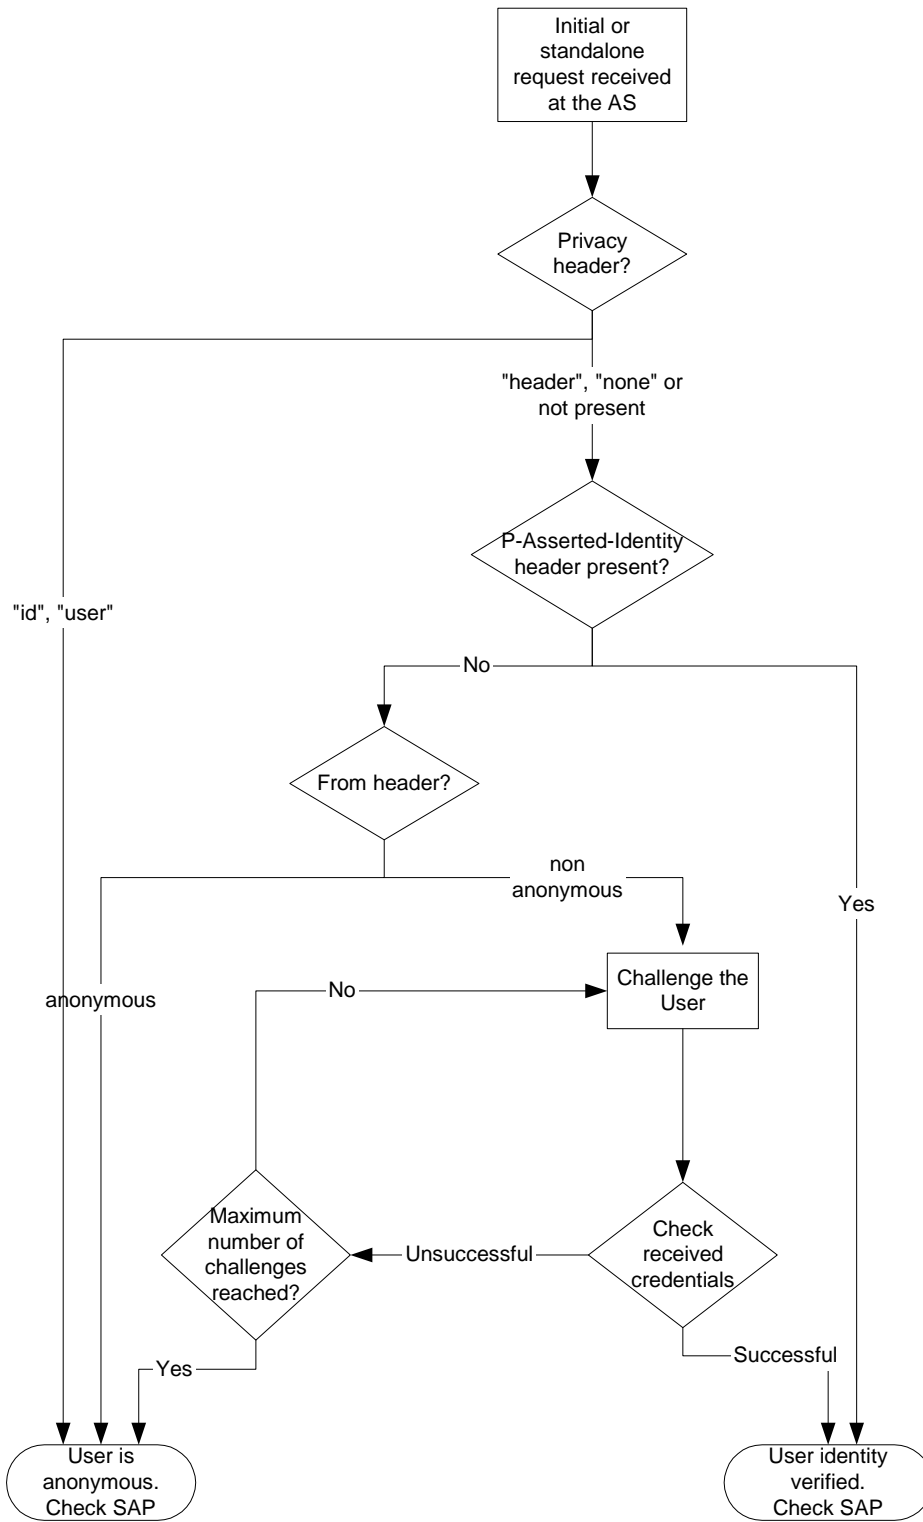 Initial or
standalone
request received
at the AS
Privacy
header?
"header", "none" or
not present
P-Asserted-Identity
header present?
"id", "user"
No
From header?
non
anonymous
Yes
Challenge the
User
No
anonymous
Maximum
number of
challenges
reached?
Unsuccessful
Check
received
credentials
Yes
Successful
User is
anonymous.
Check SAP
User identity
verified.
Check SAP